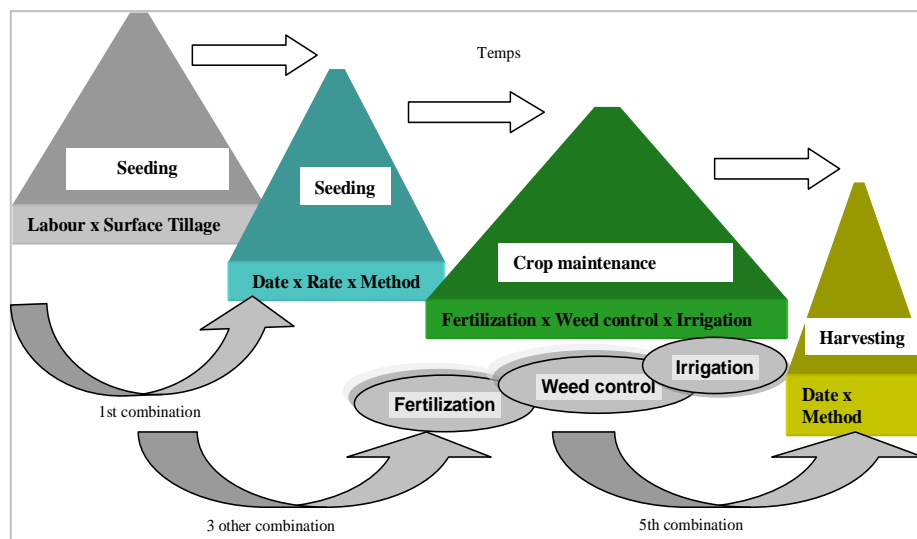 Temps
Seeding
Labour x Surface Tillage
Seeding
Date x Rate x Method
Crop maintenance
Fertilization x Weed control x Irrigation
Harvesting
Date x
Method
Fertilization
Weed control
Irrigation
1st combination
3 other combination
5th combination